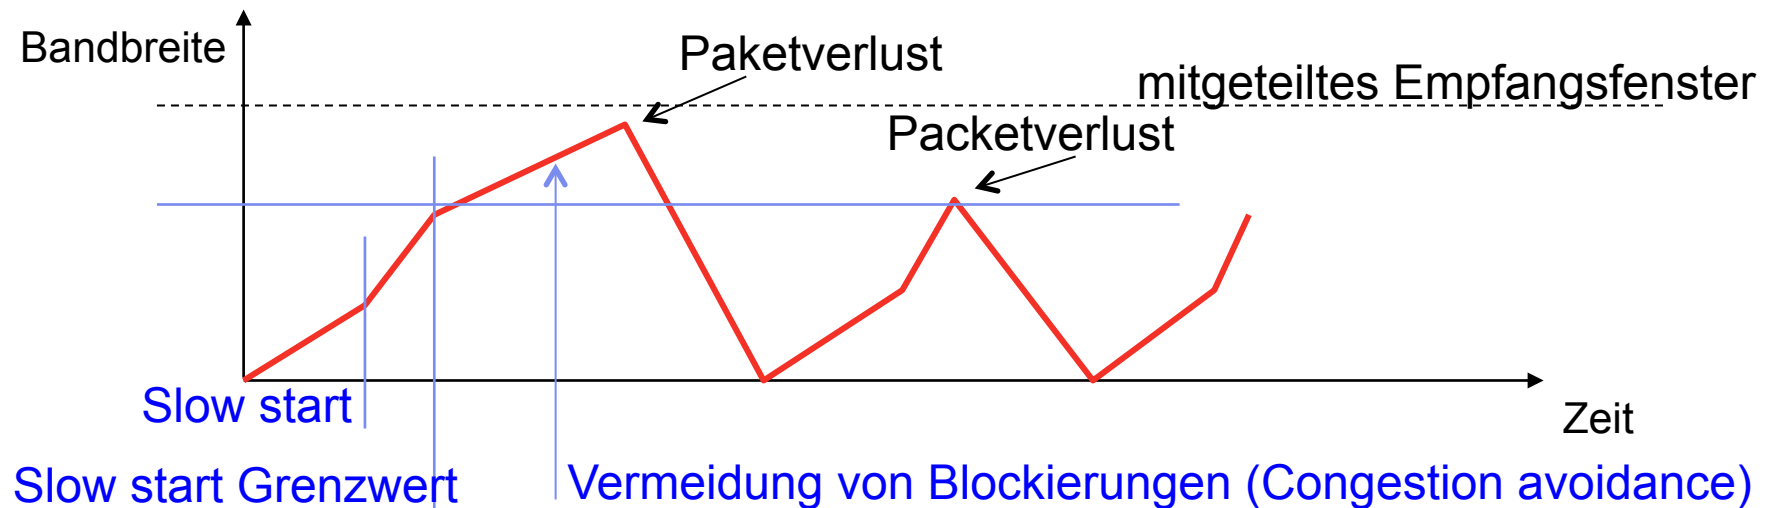 Bandbreite
Paketverlust
mitgeteiltes Empfangsfenster
Packetverlust
Slow start
Zeit
Slow start Grenzwert
Vermeidung von Blockierungen (Congestion avoidance)